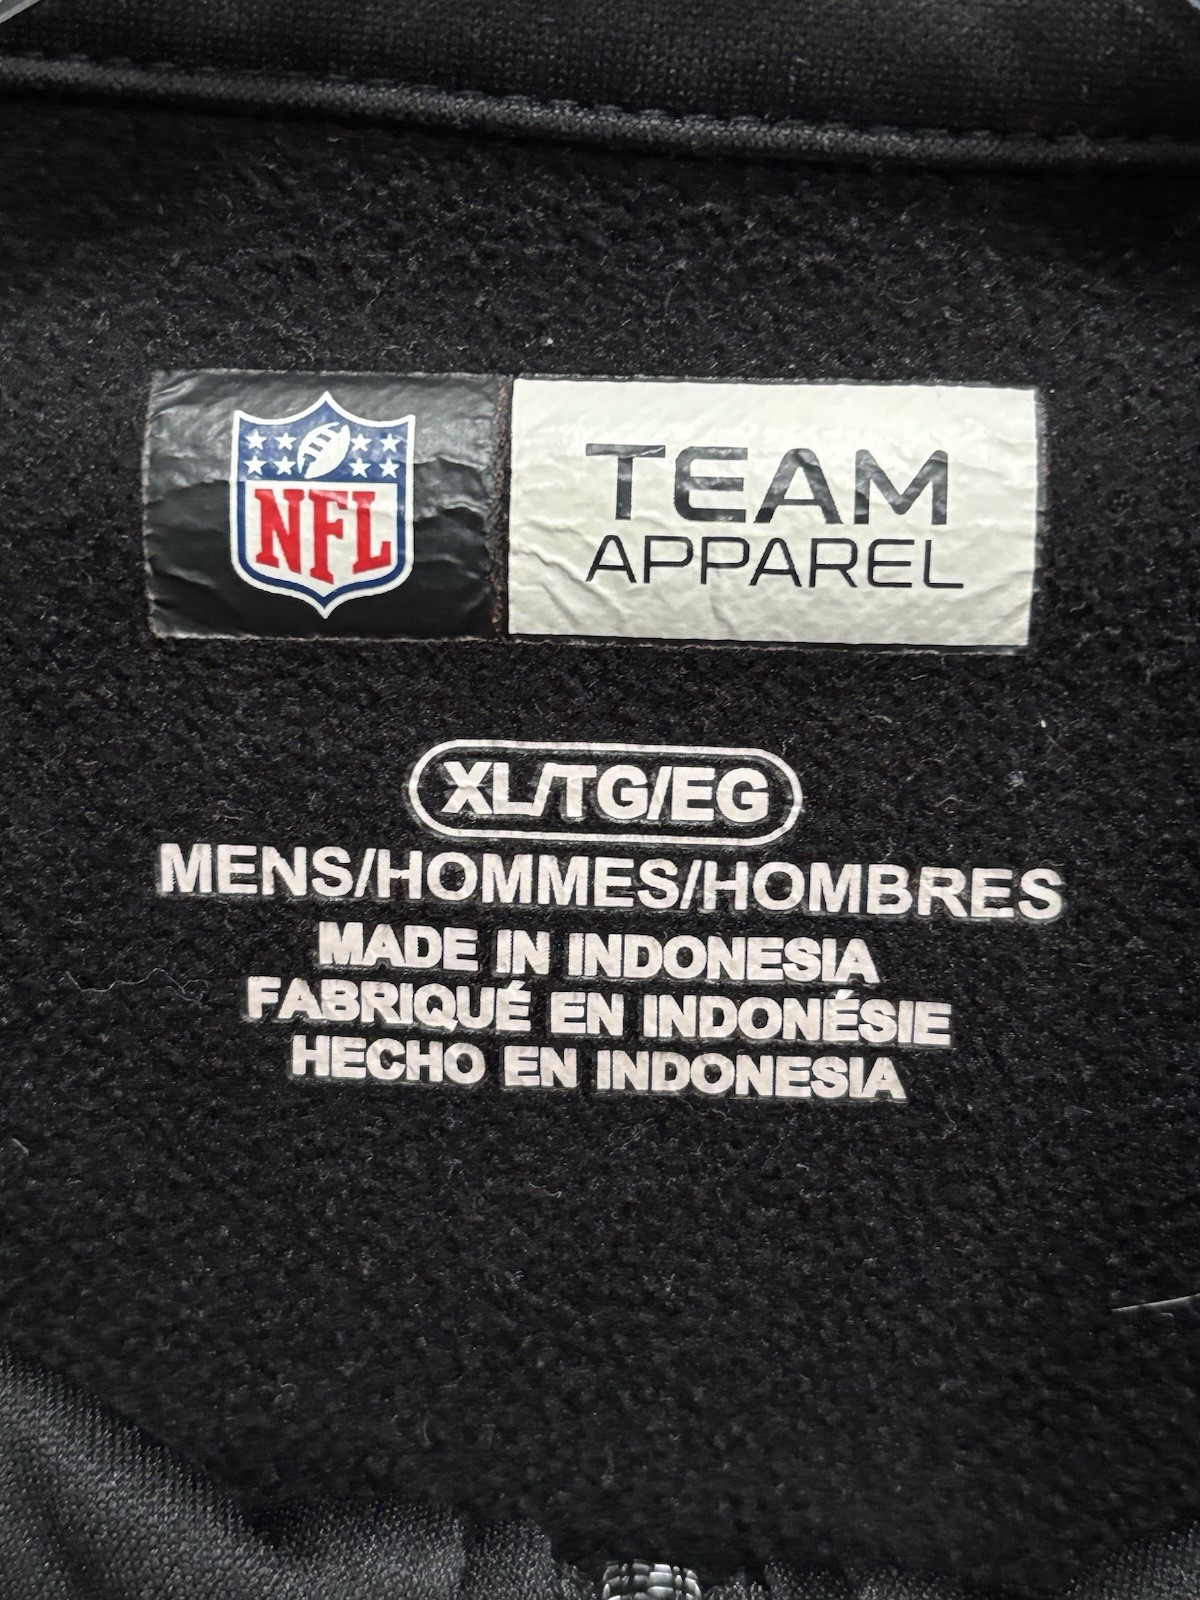 NFL
TEAM
APPAREL
XL/TG/EG
MENS/HOMMES/HOMBRES
MADE IN INDONESIA
FABRIQUÉ EN INDONÉSIE
HECHO EN INDONESIA